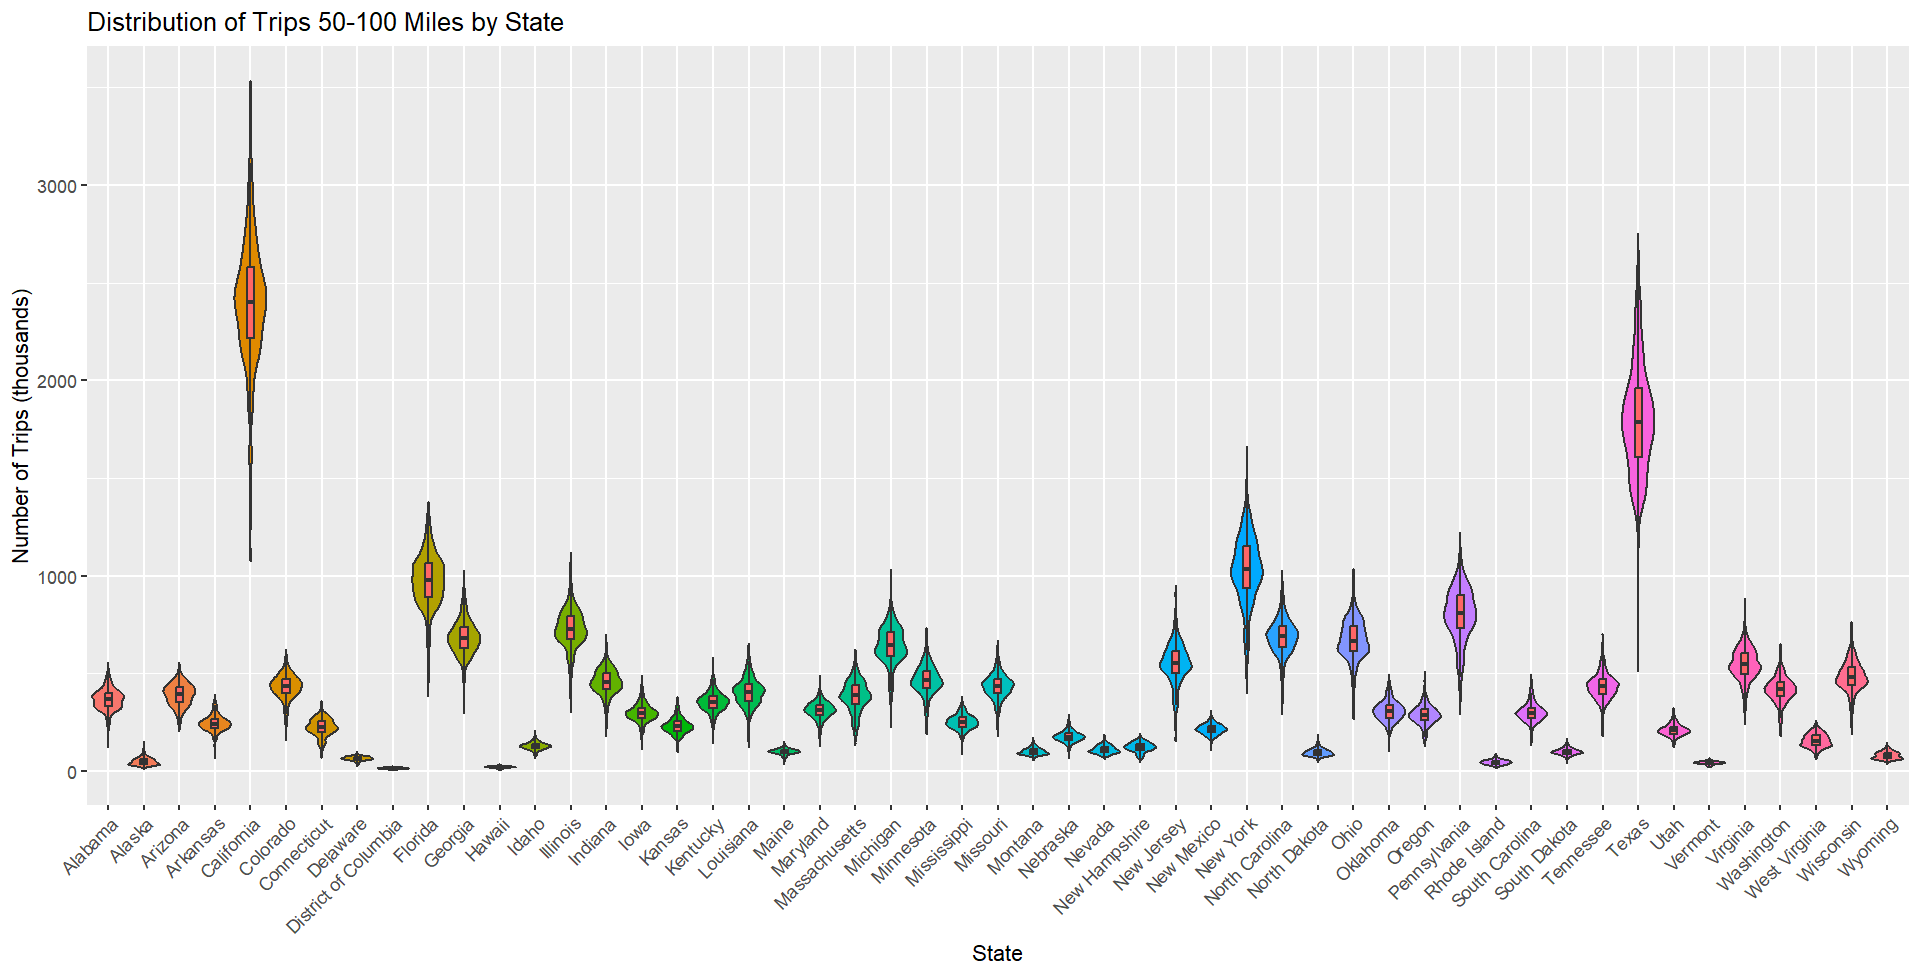 Distribution of Trips 50-100 Miles by State
Number of Trips (thousands)
3000
2000
1000
0
Alabama
Alaska
Arizona
Arkansas
California
Colorado
Connecticut
Delaware
District of Columbia
Florida
Georgia
Hawaii
Idaho
Illinois
Indiana
Iowa
Kansas
Kentucky
Louisiana
Maine
Maryland
Massachusetts
Michigan
Minnesota
Mississippi
Missouri
Montana
Nebraska
Nevada
New Hampshire
New Jersey
New Mexico
New York
North Carolina
North Dakota
Ohio
Oklahoma
Oregon
Pennsylvania
Rhode Island
South Carolina
South Dakota
Tennessee
Texas
Utah
Vermont
Virginia
Washington
West Virginia
Wisconsin
Wyoming
State